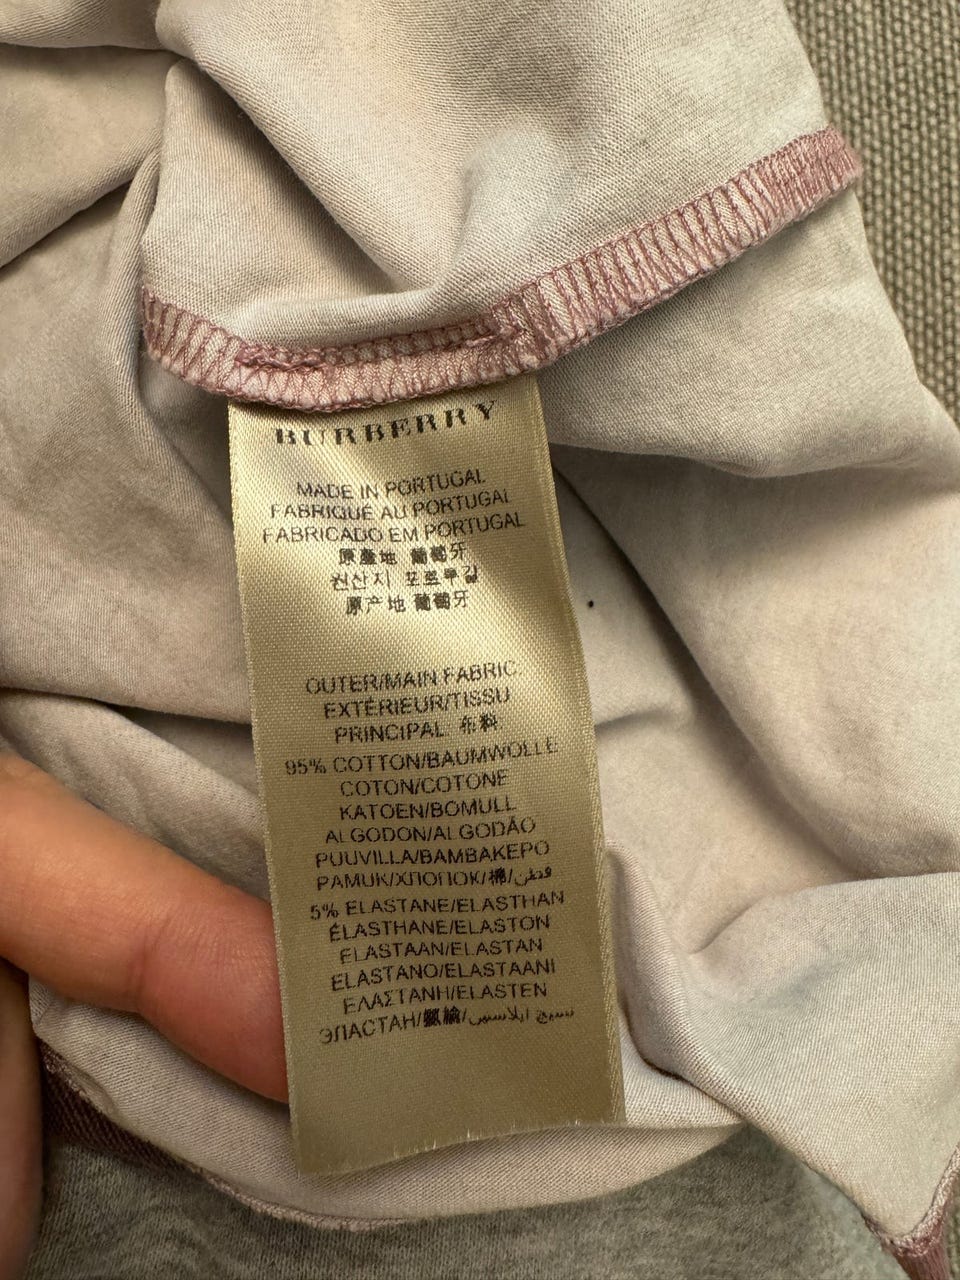 BURBERRY
MADE IN PORTUGAL
FABRIQUÉ AU PORTUGAL
FABRICADO EM PORTUGAL
原產地 葡萄牙
원산지 포르투갈
原产地 葡萄牙
OUTER/MAIN FABRIC
EXTÉRIEUR/TISSU
PRINCIPAL 布料
95% COTTON/BAUMWOLLE
COTON/COTONE
KATOEN/BOMULL
ALGODON/ALGODÃO
PUUVILLA/ΒΑΜΒΑΚΕΡΟ
PAMUK/ХЛОПОК/棉/قطن
5% ELASTANE/ELASTHAN
ÉLASTHANE/ELASTON
ELASTAAN/ELASTAN
ELASTANO/ELASTAANI
ΕΛΑΣΤΑΝΗ/ELASTEN
ЭЛАСТАН/氨綸/نسيج ايلاستين